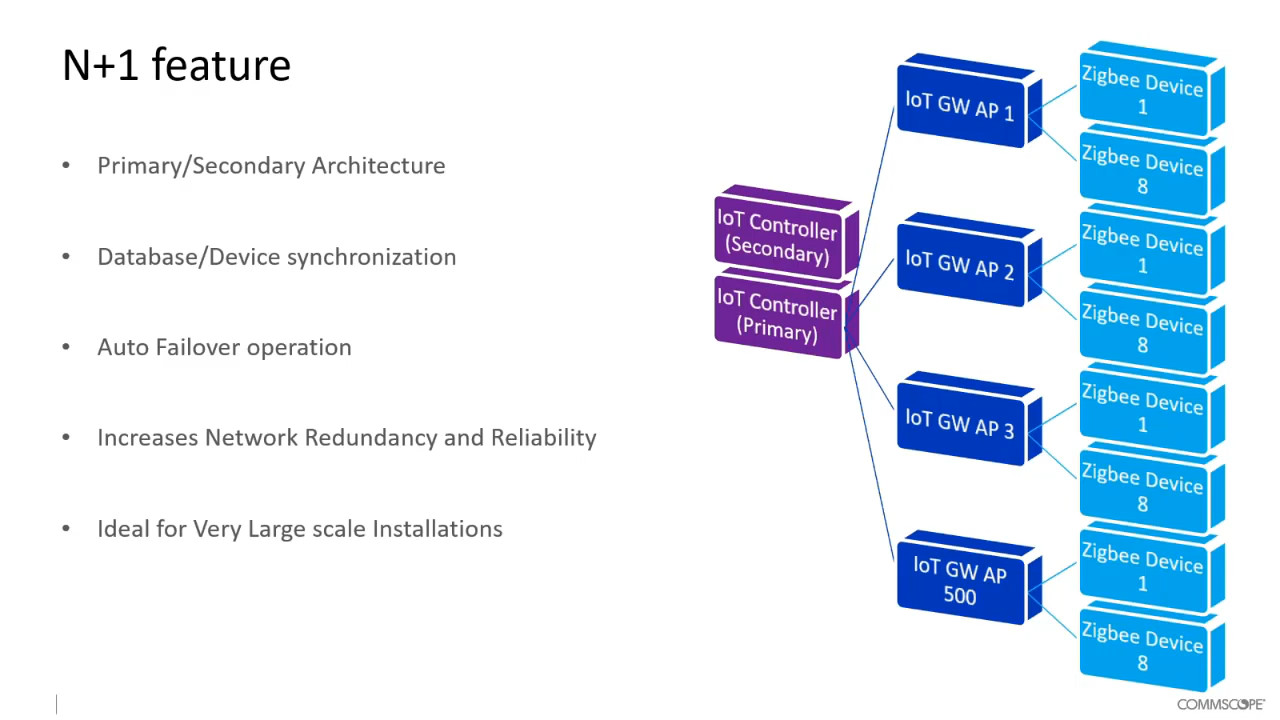 N+1 feature
• Primary/Secondary Architecture
• Database/Device synchronization
• Auto Failover operation
• Increases Network Redundancy and Reliability
• Ideal for Very Large scale Installations
IoT Controller
(Secondary)
IoT Controller
(Primary)
IoT GW AP 1
Zigbee Device
1
Zigbee Device
8
IoT GW AP 2
Zigbee Device
1
Zigbee Device
8
IoT GW AP 3
Zigbee Device
1
Zigbee Device
8
IoT GW AP
500
Zigbee Device
1
Zigbee Device
8
COMMSCOPE®